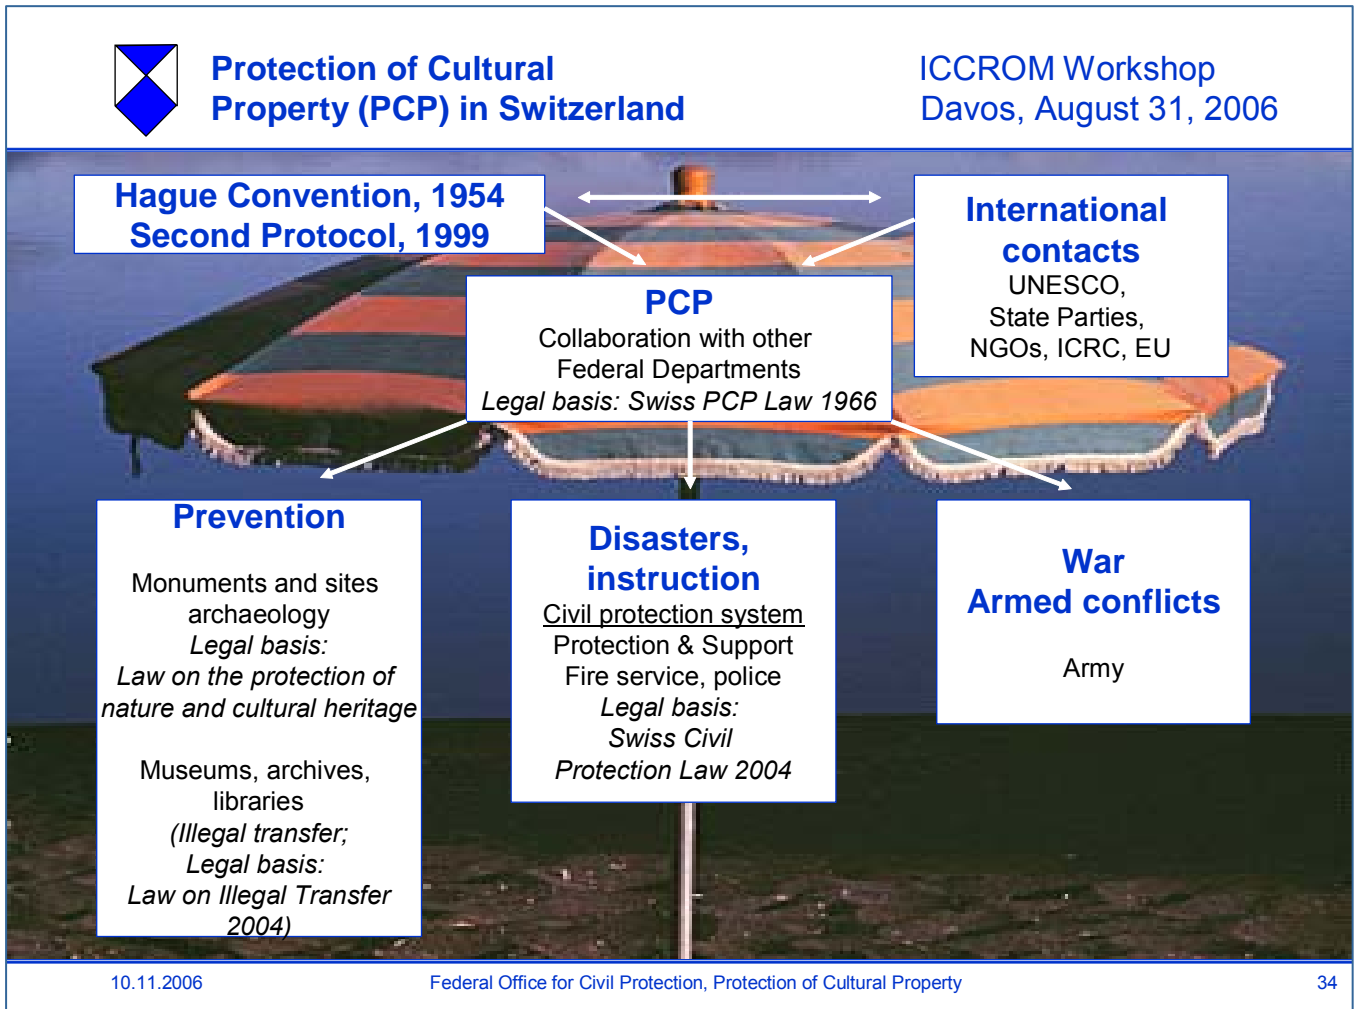 Protection of Cultural
Property (PCP) in Switzerland
ICCROM Workshop
Davos, August 31, 2006
Hague Convention, 1954
Second Protocol, 1999
International
contacts
UNESCO,
State Parties,
NGOs, ICRC, EU
PCP
Collaboration with other
Federal Departments
Legal basis: Swiss PCP Law 1966
Prevention
Monuments and sites
archaeology
Legal basis:
Law on the protection of
nature and cultural heritage
Museums, archives,
libraries
(Illegal transfer;
Legal basis:
Law on Illegal Transfer
2004)
Disasters,
instruction
Civil protection system
Protection & Support
Fire service, police
Legal basis:
Swiss Civil
Protection Law 2004
War
Armed conflicts
Army
10.11.2006
Federal Office for Civil Protection, Protection of Cultural Property
34